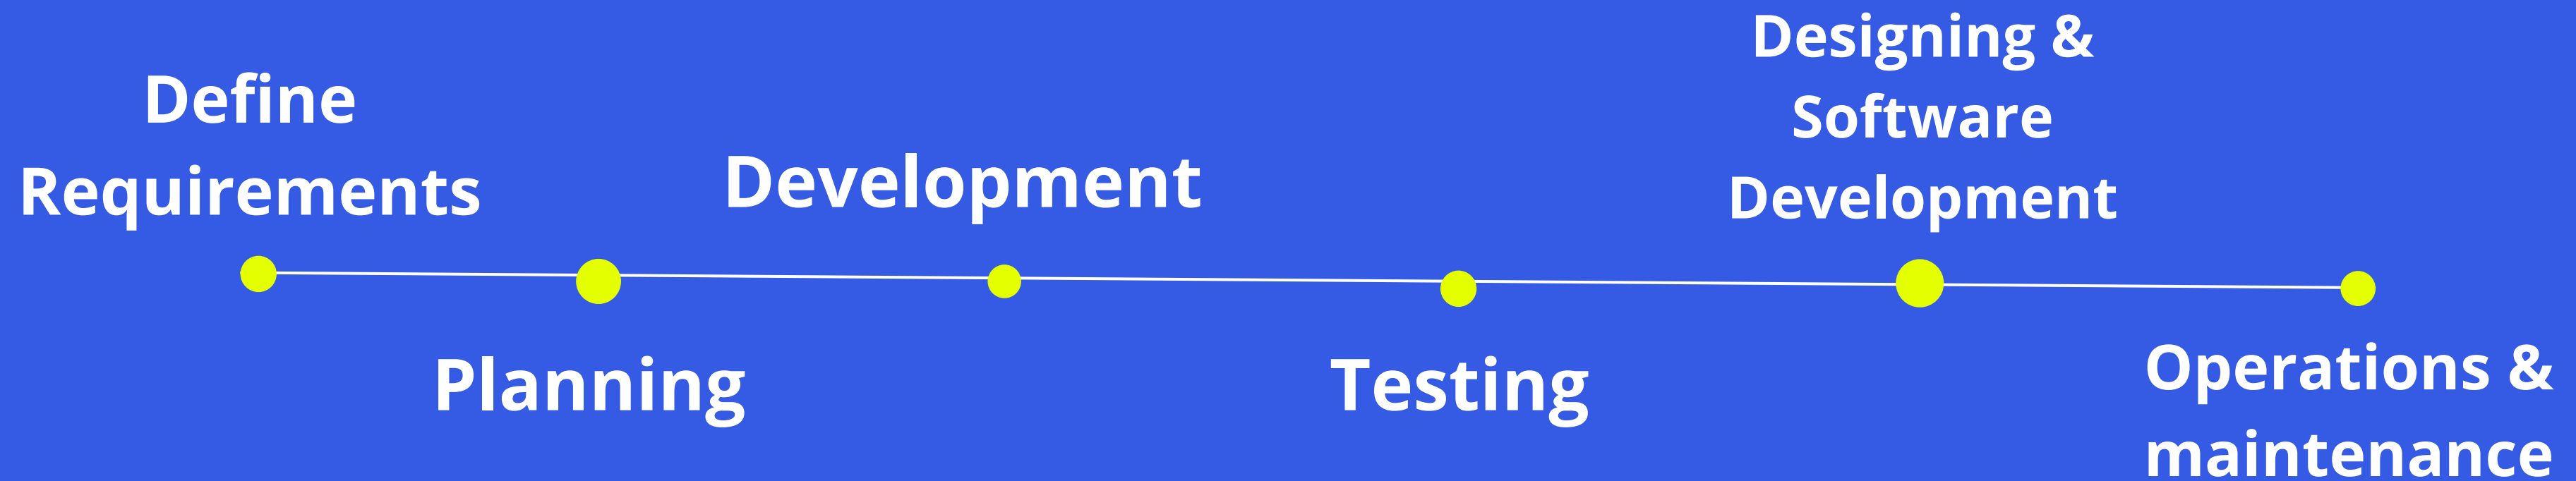 Define
Requirements
Planning
Development
Testing
Designing &
Software
Development
Operations &
maintenance